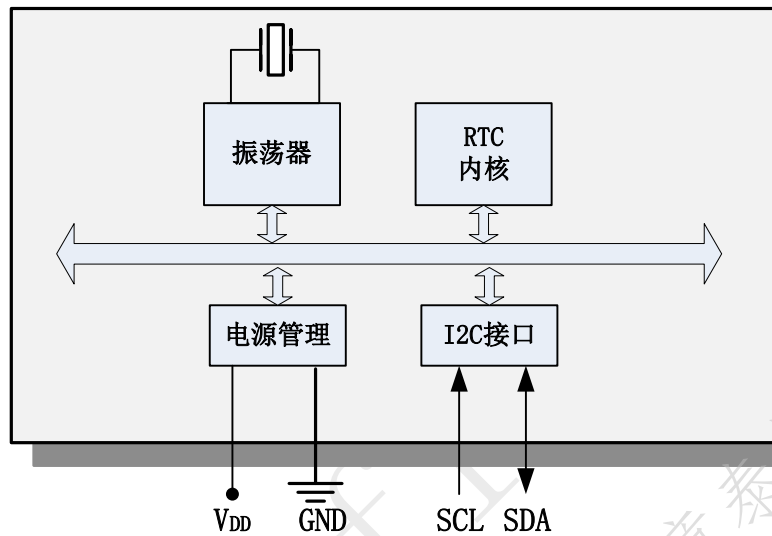 振荡器
RTC
内核
电源管理
I2C接口
VDD
GND
SCL
SDA